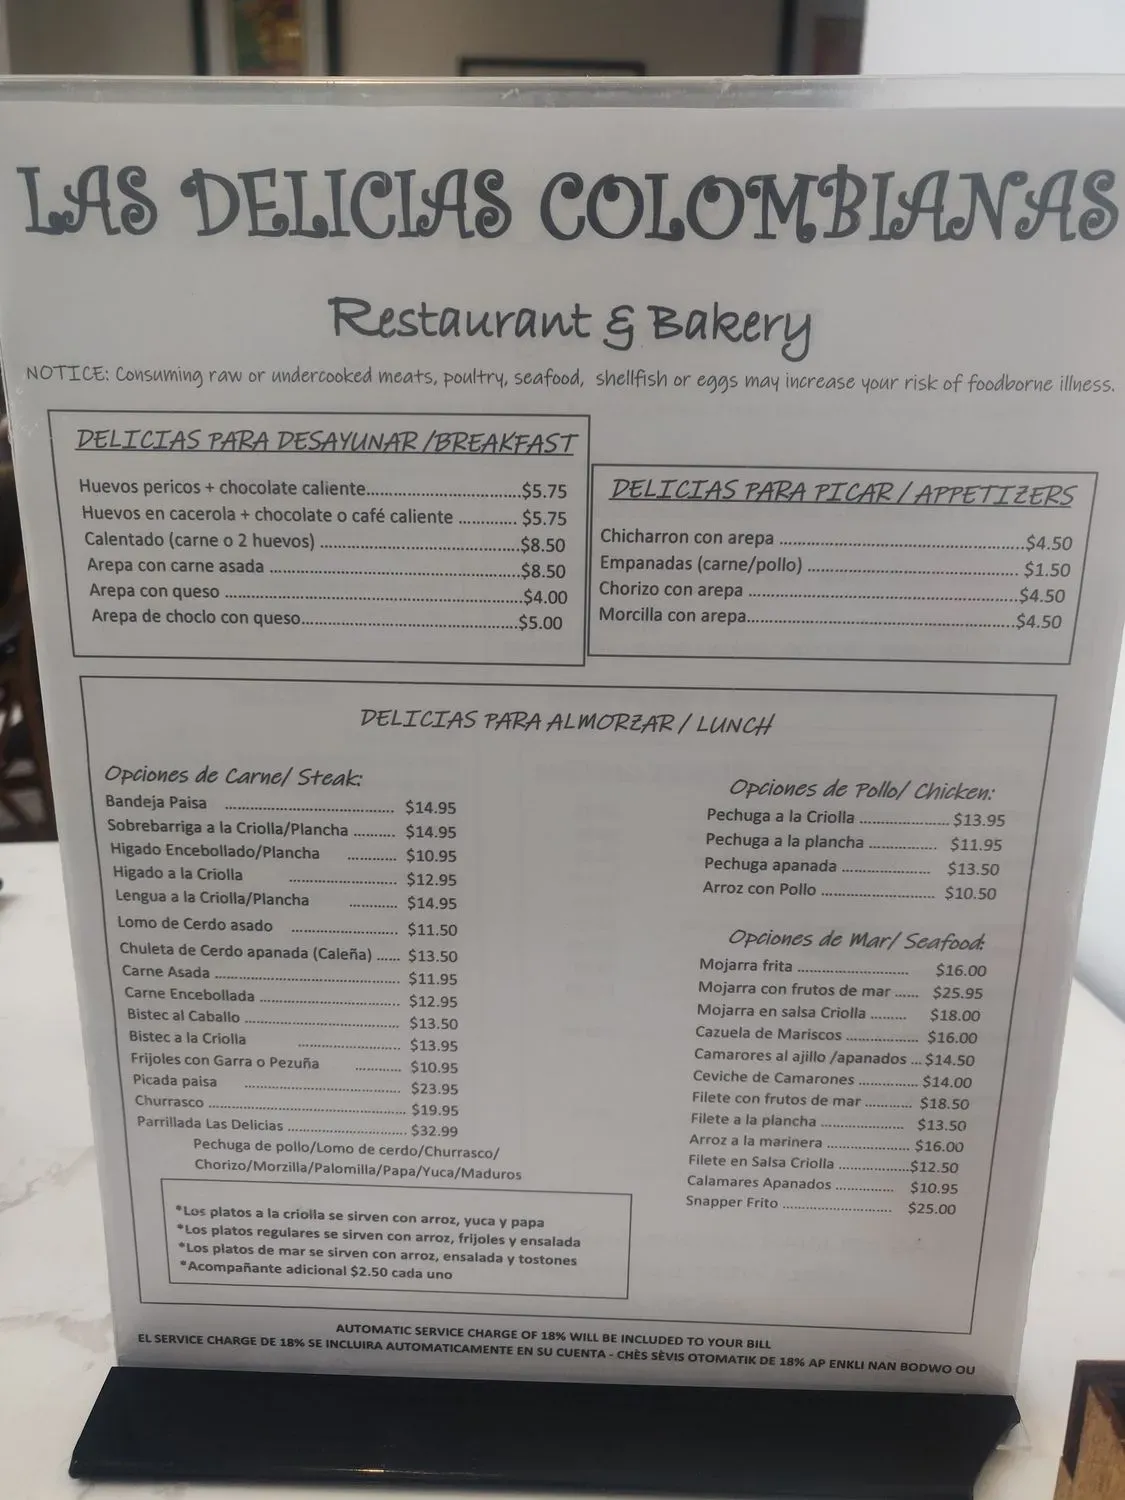 LAS DELICIAS COLOMBIANAS
Restaurant & Bakery
NOTICE: Consuming raw or undercooked meats, poultry, seafood, shellfish or eggs may increase your risk of foodborne illness.
DELICIAS PARA DESAYUNAR /BREAKFAST
Huevos pericos + chocolate caliente.......$5.75
Huevos en cacerola + chocolate o café caliente .......$5.75
Calentado (carne o 2 huevos) .......$8.50
Arepa con carne asada .......$8.50
Arepa con queso .......$4.00
Arepa de choclo con queso.......$5.00
DELICIAS PARA PICAR / APPETIZERS
Chicharron con arepa .......$4.50
Empanadas (carne/pollo) ....... $1.50
Chorizo con arepa .......$4.50
Morcilla con arepa.......$4.50
DELICIAS PARA ALMORZAR / LUNCH
Opciones de Carne/ Steak:
Bandeja Paisa ....... $14.95
Sobrebarriga a la Criolla/Plancha ....... $14.95
Higado Encebollado/Plancha ....... $10.95
Higado a la Criolla ....... $12.95
Lengua a la Criolla/Plancha ....... $14.95
Lomo de Cerdo asado ....... $11.50
Chuleta de Cerdo apanada (Caleña) ...... $13.50
Carne Asada ....... $11.95
Carne Encebollada ....... $12.95
Bistec al Caballo ....... $13.50
Bistec a la Criolla ....... $13.95
Frijoles con Garra o Pezuña ....... $10.95
Picada paisa ....... $23.95
Churrasco ....... $19.95
Parrillada Las Delicias ....... $32.99
Pechuga de pollo/Lomo de cerdo/Churrasco/
Chorizo/Morzilla/Palomilla/Papa/Yuca/Maduros
*Los platos a la criolla se sirven con arroz, yuca y papa
*Los platos regulares se sirven con arroz, frijoles y ensalada
*Los platos de mar se sirven con arroz, ensalada y tostones
*Acompañante adicional $2.50 cada uno
Opciones de Pollo/ Chicken:
Pechuga a la Criolla ....... $13.95
Pechuga a la plancha ....... $11.95
Pechuga apanada ....... $13.50
Arroz con Pollo ....... $10.50
Opciones de Mar/ Seafood:
Mojarra frita ....... $16.00
Mojarra con frutos de mar ...... $25.95
Mojarra en salsa Criolla ....... $18.00
Cazuela de Mariscos ....... $16.00
Camarores al ajillo /apanados ... $14.50
Ceviche de Camarones ....... $14.00
Filete con frutos de mar ....... $18.50
Filete a la plancha ....... $13.50
Arroz a la marinera ....... $16.00
Filete en Salsa Criolla .......$12.50
Calamares Apanados ....... $10.95
Snapper Frito ....... $25.00
AUTOMATIC SERVICE CHARGE OF 18% WILL BE INCLUDED TO YOUR BILL
EL SERVICE CHARGE DE 18% SE INCLUIRA AUTOMATICAMENTE EN SU CUENTA - CHÈS SÈVIS OTOMATIK DE 18% AP ENKLI NAN BODWO OU